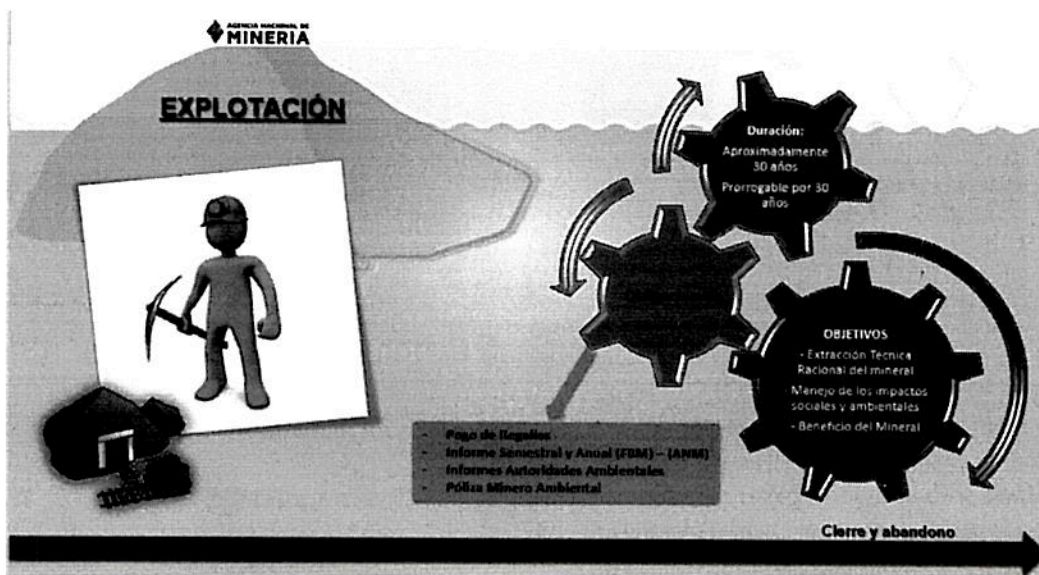 AGENCIA NACIONAL DE
MINERIA
EXPLOTACIÓN
Duración:
Aproximadamente
30 años
Prorrogable por 30
años
OBJETIVOS
- Extracción Técnica
Racional del mineral
Manejo de los impactos
sociales y ambientales
- Beneficio del Mineral
- Pago de Regalías
- Informe Semestral y Anual (FBM) – (ANM)
- Informes Autoridades Ambientales
- Póliza Minero Ambiental
Cierre y abandono